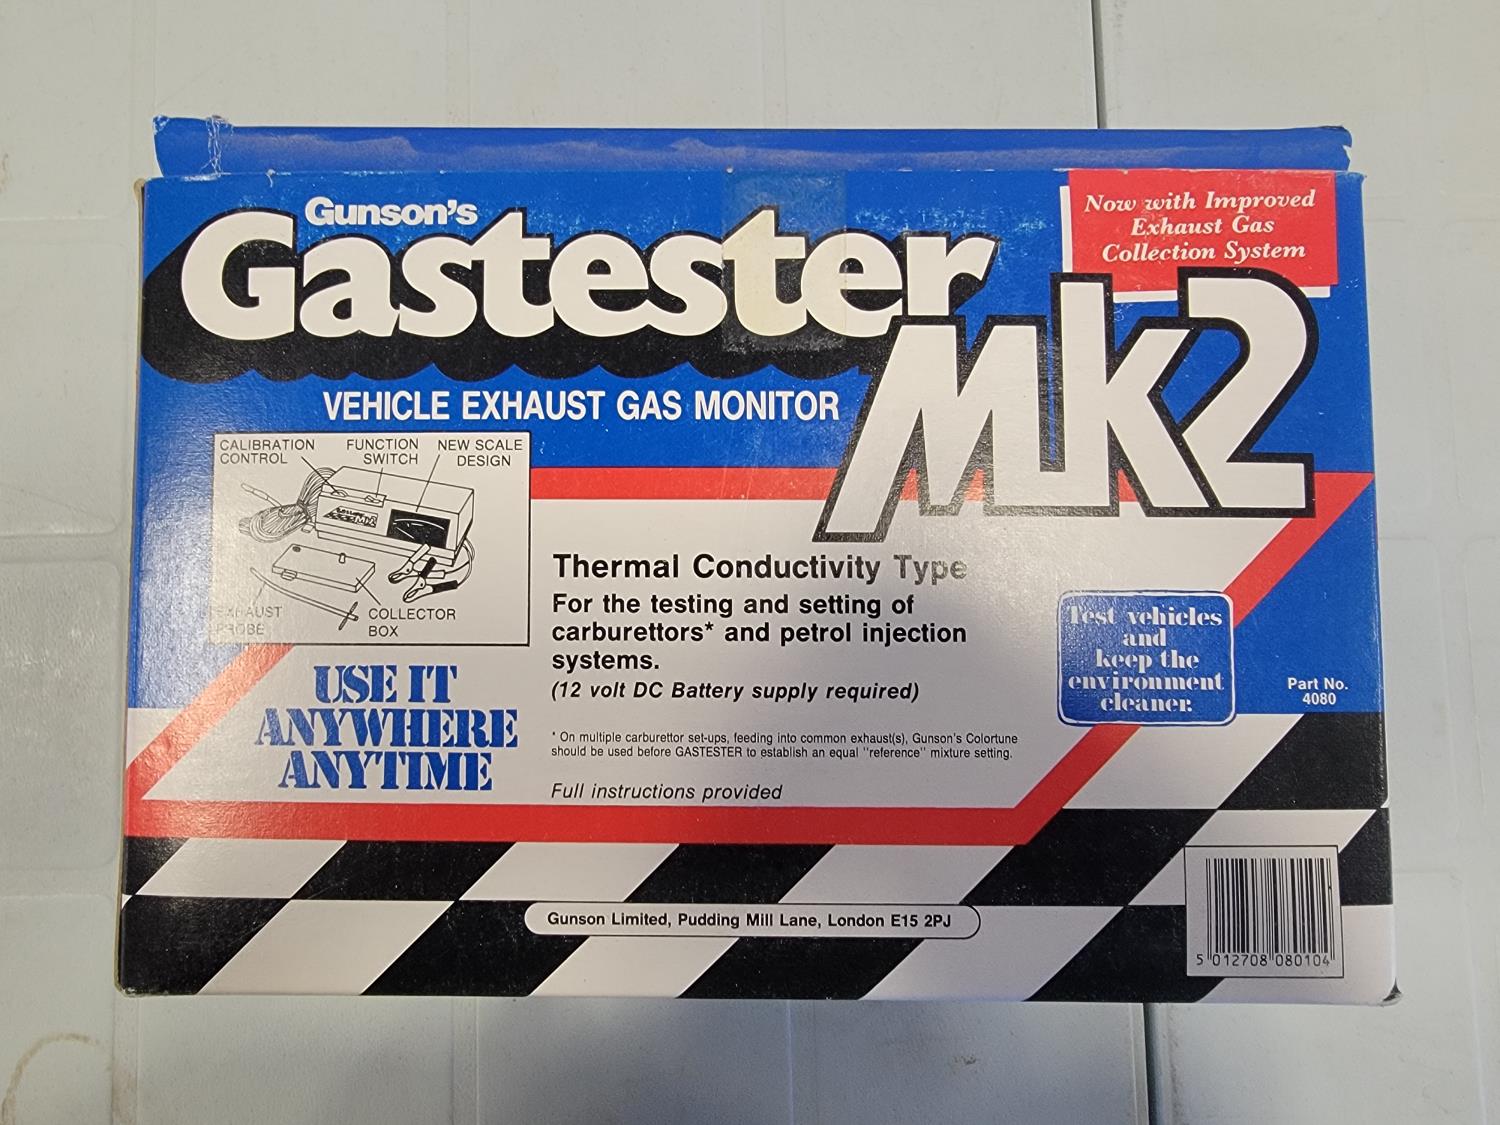 Gunson's
Gastester
Mk2
Now with Improved
Exhaust Gas
Collection System
VEHICLE EXHAUST GAS MONITOR
CALIBRATION
CONTROL
FUNCTION
SWITCH
NEW SCALE
DESIGN
EXHAUST
PROBE
COLLECTOR
BOX
USE IT
ANYWHERE
ANYTIME
Thermal Conductivity Type
For the testing and setting of
carburettors* and petrol injection
systems.
(12 volt DC Battery supply required)
* On multiple carburettor set-ups, feeding into common exhaust(s), Gunson's Colortune
should be used before GASTESTER to establish an equal "reference" mixture setting.
Full instructions provided
Test vehicles
and
keep the
environment
cleaner.
Part No.
4080
Gunson Limited, Pudding Mill Lane, London E15 2PJ
5 012708 080104